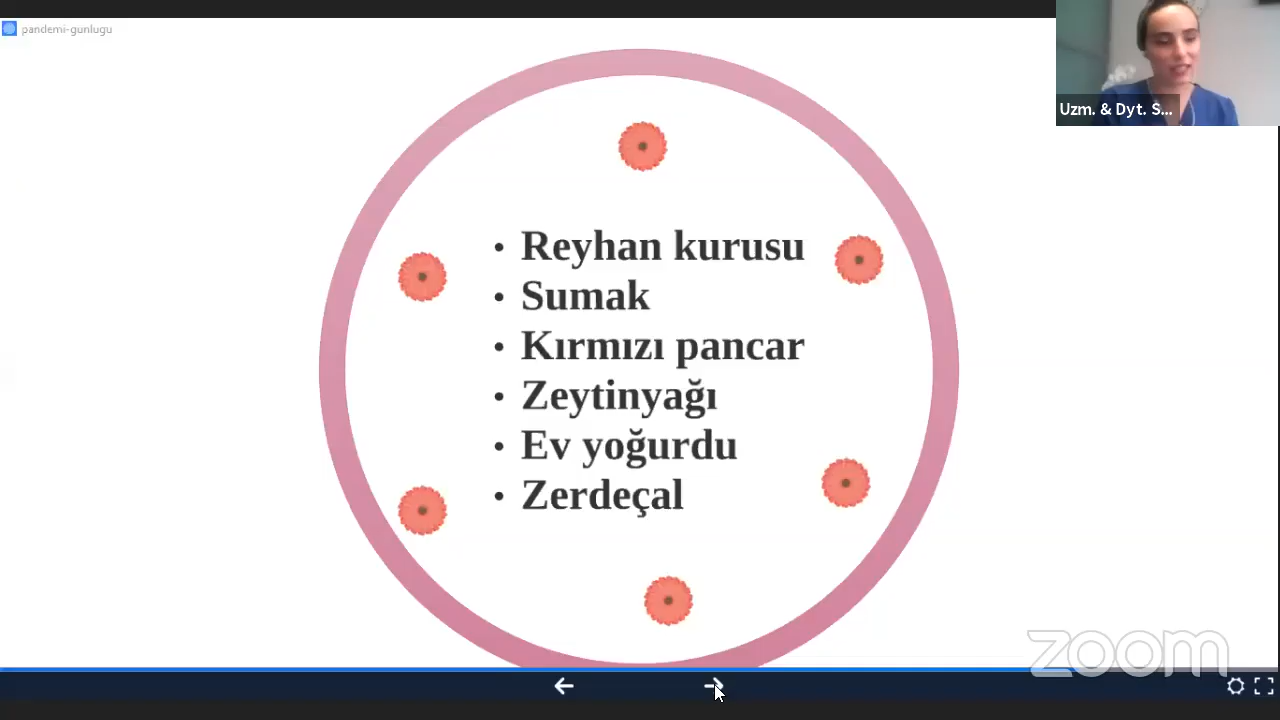 pandemi-gunlugu
Uzm. & Dyt. S...
• Reyhan kurusu
• Sumak
• Kırmızı pancar
• Zeytinyağı
• Ev yoğurdu
• Zerdeçal
zoom